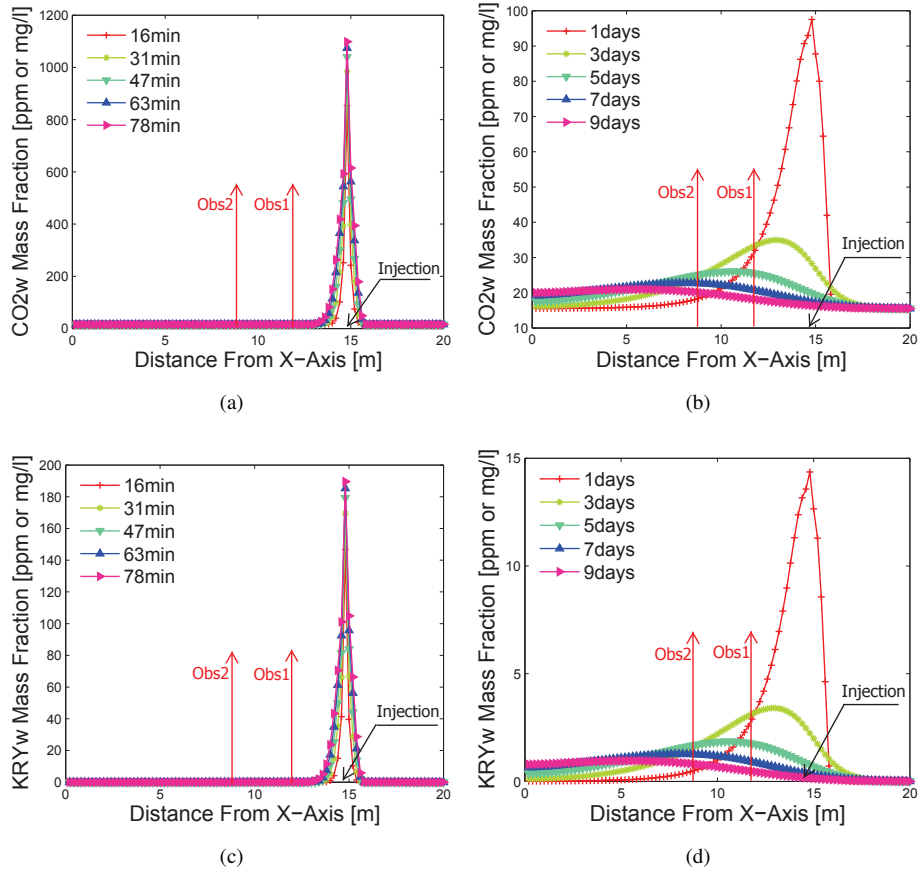 1200
1000
800
600
400
200
0
CO2w Mass Fraction [ppm or mg/l]
16min
31min
47min
63min
78min
Obs2
Obs1
Injection
0 5 10 15 20
Distance From X−Axis [m]
(a)
100
90
80
70
60
50
40
30
20
10
CO2w Mass Fraction [ppm or mg/l]
1days
3days
5days
7days
9days
Obs2
Obs1
Injection
0 5 10 15 20
Distance From X−Axis [m]
(b)
200
180
160
140
120
100
80
60
40
20
0
KRYw Mass Fraction [ppm or mg/l]
16min
31min
47min
63min
78min
Obs2
Obs1
Injection
0 5 10 15 20
Distance From X−Axis [m]
(c)
15
10
5
0
KRYw Mass Fraction [ppm or mg/l]
1days
3days
5days
7days
9days
Obs2
Obs1
Injection
0 5 10 15 20
Distance From X−Axis [m]
(d)